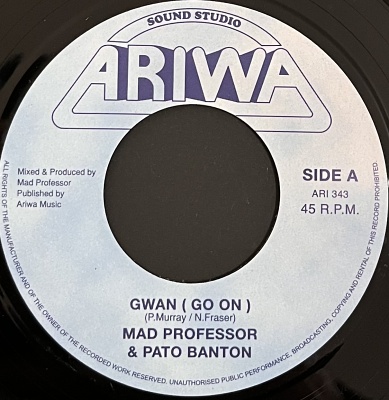 SOUND STUDIO
ARIWA
Mixed & Produced by
Mad Professor
Published by
Ariwa Music
SIDE A
ARI 343
45 R.P.M.
GWAN ( GO ON )
(P.Murray / N.Fraser)
MAD PROFESSOR
& PATO BANTON
ALL RIGHTS OF THE MANUFACTURER AND OF THE OWNER OF THE RECORDED WORK RESERVED. UNAUTHORISED PUBLIC PERFORMANCE, BROADCASTING, COPYING AND RENTAL OF THIS RECORD PROHIBITED.